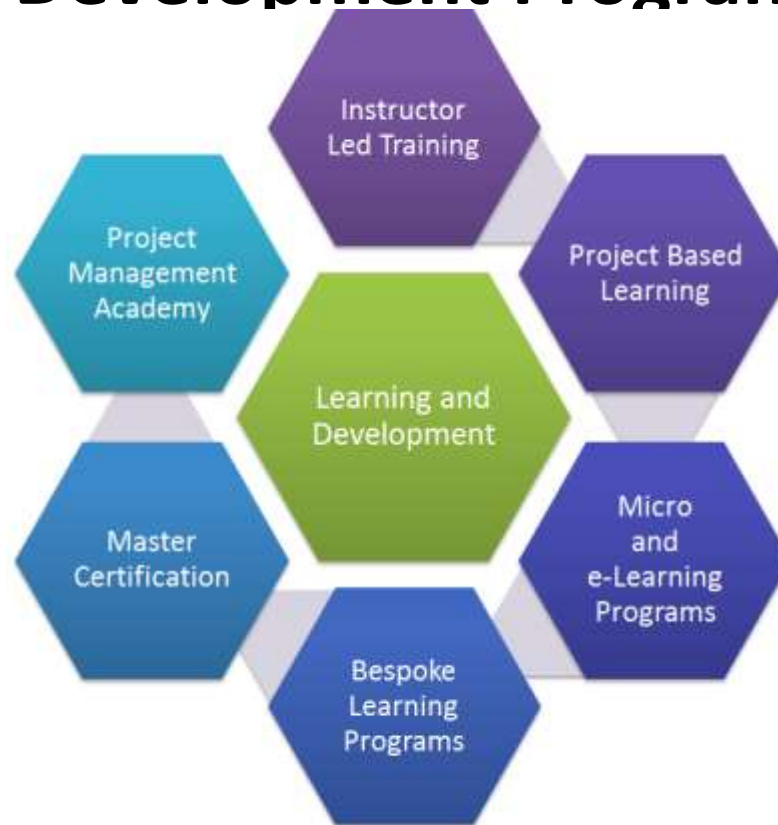 Development Program
Instructor
Led Training
Project Based
Learning
Micro
and
e-Learning
Programs
Bespoke
Learning
Programs
Master
Certification
Project
Management
Academy
Learning and
Development